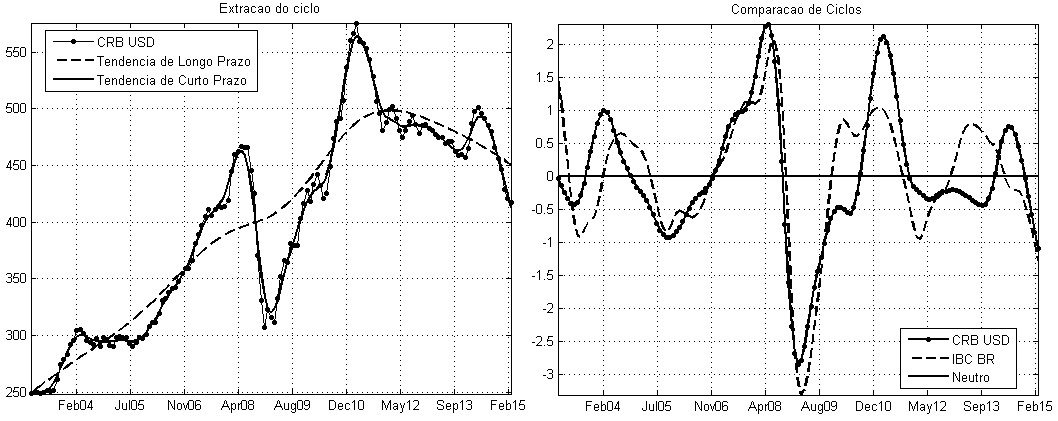 Extracao do ciclo
550
500
450
400
350
300
250
CRB USD
Tendencia de Longo Prazo
Tendencia de Curto Prazo
Feb04 Jul05 Nov06 Apr08 Aug09 Dec10 May12 Sep13 Feb15
Comparacao de Ciclos
2
1.5
1
0.5
0
-0.5
-1
-1.5
-2
-2.5
-3
CRB USD
IBC BR
Neutro
Feb04 Jul05 Nov06 Apr08 Aug09 Dec10 May12 Sep13 Feb15